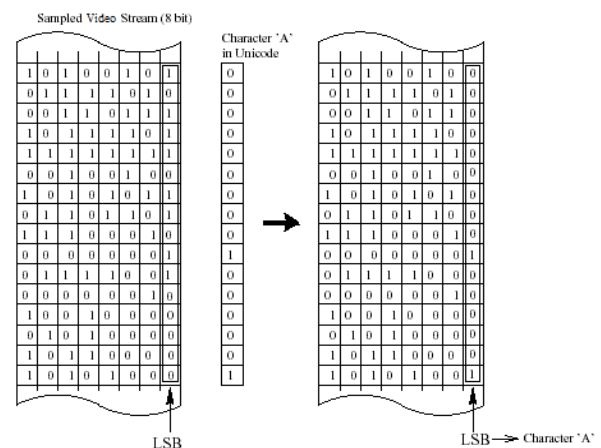 Sampled Video Stream (8 bit)
Character 'A'
in Unicode
1 0 1 0 0 1 0 1 0 1 0 1 0 0 1 0 0
0 1 1 1 1 1 0 1 0 0 0 1 1 1 1 0 1 0
0 0 1 1 0 1 1 1 0 0 0 1 1 0 1 1 0
1 0 1 1 1 1 0 1 0 1 0 1 1 1 1 0 0
1 1 1 1 1 1 1 1 0 1 1 1 1 1 1 1 0
0 0 1 0 0 1 0 0 0 0 0 1 0 0 1 0 0
1 0 1 0 1 0 1 1 0 1 0 1 0 1 0 1 0
0 1 1 0 1 1 0 1 0 0 1 1 0 1 1 0 0
1 1 1 0 0 0 1 0 0 1 1 1 0 0 0 1 0
0 0 0 0 0 0 0 1 1 0 0 0 0 0 0 0 1
0 1 1 1 1 0 0 1 0 0 1 1 1 1 0 0 0
0 0 0 0 0 0 1 0 0 0 0 0 0 0 0 1 0
1 0 0 1 0 0 0 0 0 1 0 0 1 0 0 0 0
0 1 0 1 0 0 0 0 0 0 1 0 1 0 0 0 0
1 0 1 1 0 0 0 0 0 1 0 1 1 0 0 0 0
1 0 1 0 1 0 0 0 1 1 0 1 0 1 0 0 1
LSB
LSB → Character 'A'